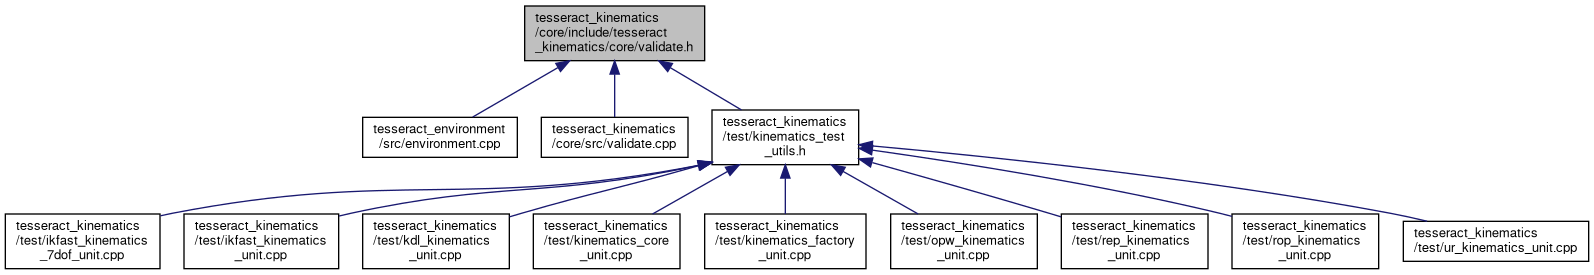 tesseract_kinematics
/core/include/tesseract
_kinematics/core/validate.h
tesseract_environment
/src/environment.cpp
tesseract_kinematics
/core/src/validate.cpp
tesseract_kinematics
/test/kinematics_test
_utils.h
tesseract_kinematics
/test/ikfast_kinematics
_7dof_unit.cpp
tesseract_kinematics
/test/ikfast_kinematics
_unit.cpp
tesseract_kinematics
/test/kdl_kinematics
_unit.cpp
tesseract_kinematics
/test/kinematics_core
_unit.cpp
tesseract_kinematics
/test/kinematics_factory
_unit.cpp
tesseract_kinematics
/test/opw_kinematics
_unit.cpp
tesseract_kinematics
/test/rep_kinematics
_unit.cpp
tesseract_kinematics
/test/rop_kinematics
_unit.cpp
tesseract_kinematics
/test/ur_kinematics_unit.cpp